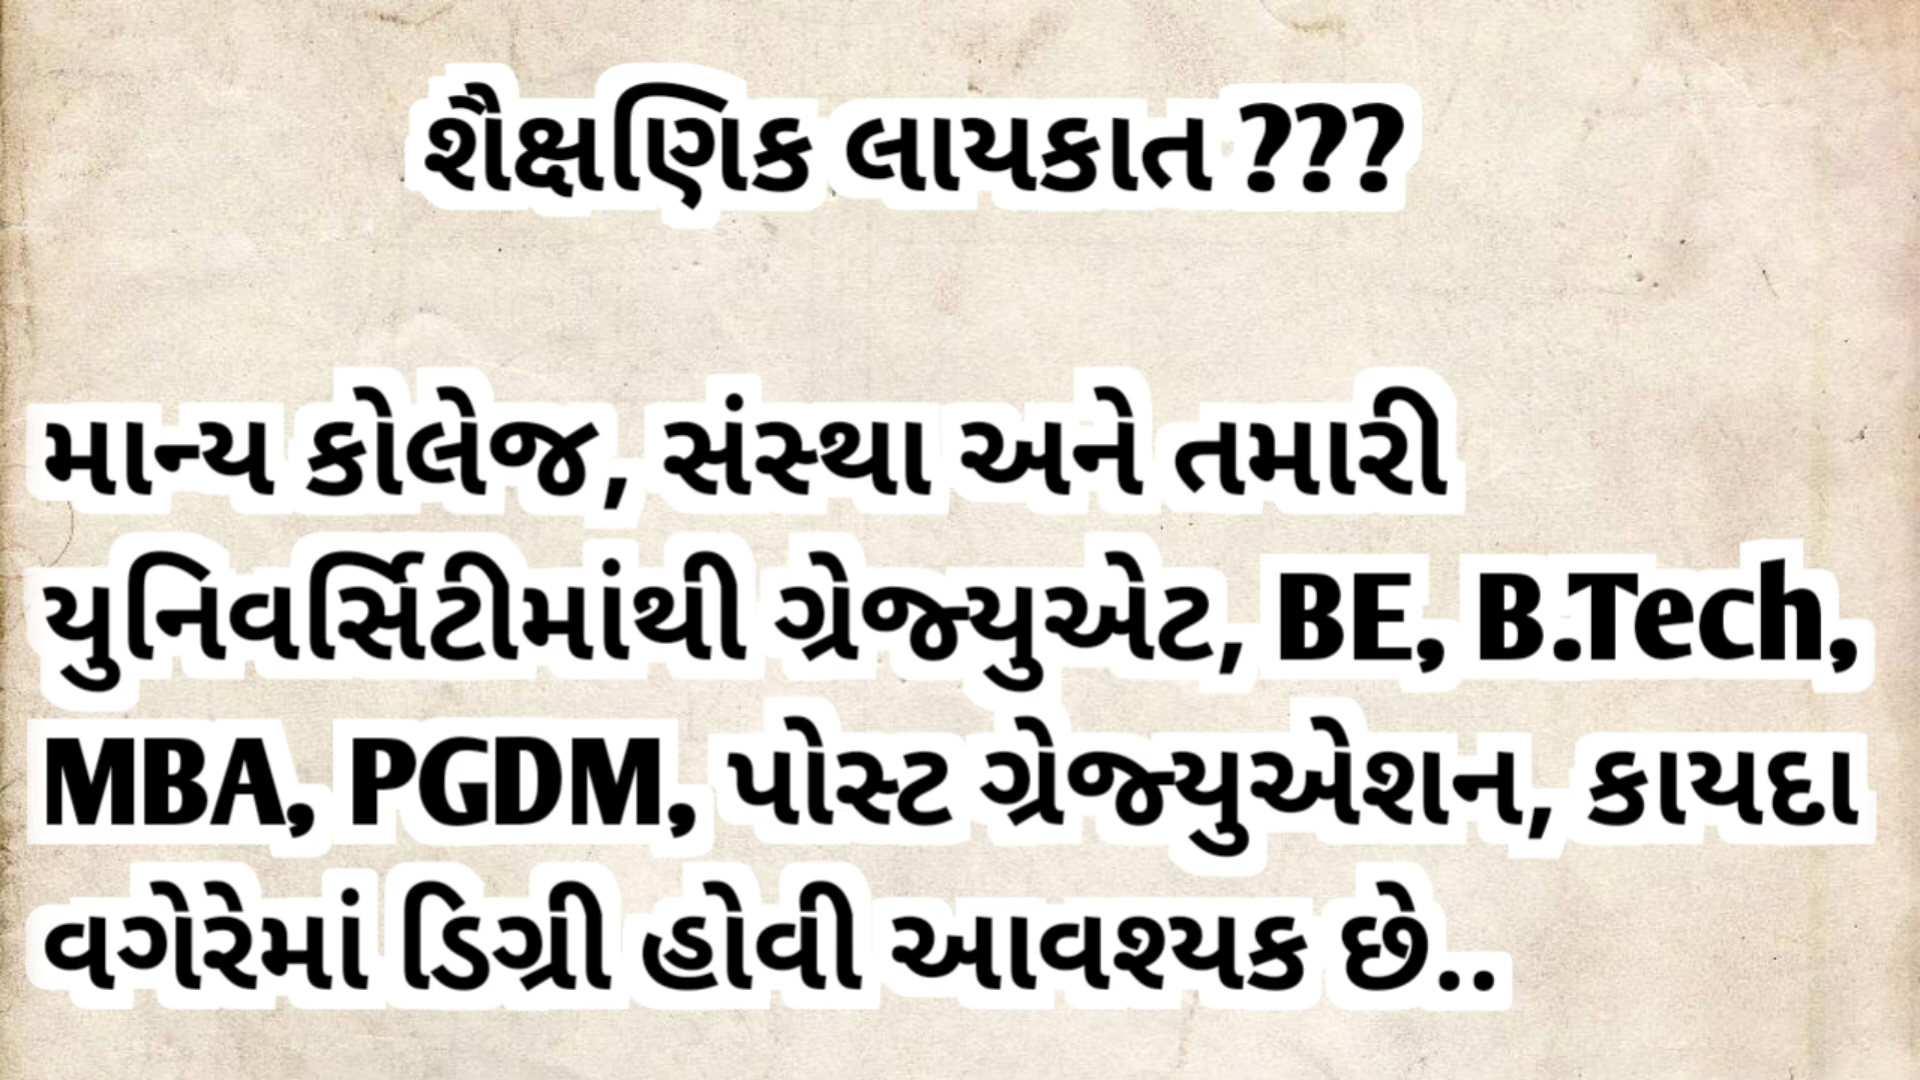 શૈક્ષણિક લાયકાત ???
માન્ય કોલેજ, સંસ્થા અને તમારી
યુનિવર્સિટીમાંથી ગ્રેજ્યુએટ, BE, B.Tech,
MBA, PGDM, પોસ્ટ ગ્રેજ્યુએશન, કાયદા
વગેરેમાં ડિગ્રી હોવી આવશ્યક છે..